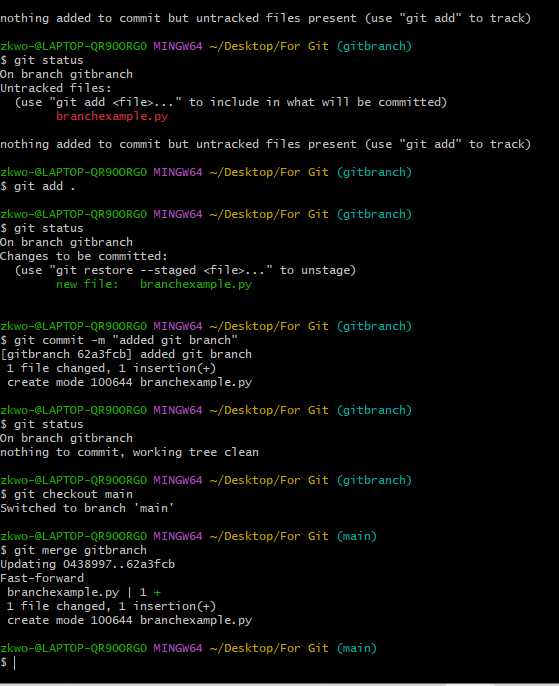 nothing added to commit but untracked files present (use "git add" to track)
zkwo-@LAPTOP-QR9OORGO MINGW64 ~/Desktop/For Git (gitbranch)
$ git status
On branch gitbranch
Untracked files:
(use "git add <file>..." to include in what will be committed)
branchexample.py
nothing added to commit but untracked files present (use "git add" to track)
zkwo-@LAPTOP-QR9OORGO MINGW64 ~/Desktop/For Git (gitbranch)
$ git add .
zkwo-@LAPTOP-QR9OORGO MINGW64 ~/Desktop/For Git (gitbranch)
$ git status
On branch gitbranch
Changes to be committed:
(use "git restore --staged <file>..." to unstage)
new file:   branchexample.py
zkwo-@LAPTOP-QR9OORGO MINGW64 ~/Desktop/For Git (gitbranch)
$ git commit -m "added git branch"
[gitbranch 62a3fcb] added git branch
1 file changed, 1 insertion(+)
create mode 100644 branchexample.py
zkwo-@LAPTOP-QR9OORGO MINGW64 ~/Desktop/For Git (gitbranch)
$ git status
On branch gitbranch
nothing to commit, working tree clean
zkwo-@LAPTOP-QR9OORGO MINGW64 ~/Desktop/For Git (gitbranch)
$ git checkout main
Switched to branch 'main'
zkwo-@LAPTOP-QR9OORGO MINGW64 ~/Desktop/For Git (main)
$ git merge gitbranch
Updating 0438997..62a3fcb
Fast-forward
branchexample.py | 1 +
1 file changed, 1 insertion(+)
create mode 100644 branchexample.py
zkwo-@LAPTOP-QR9OORGO MINGW64 ~/Desktop/For Git (main)
$